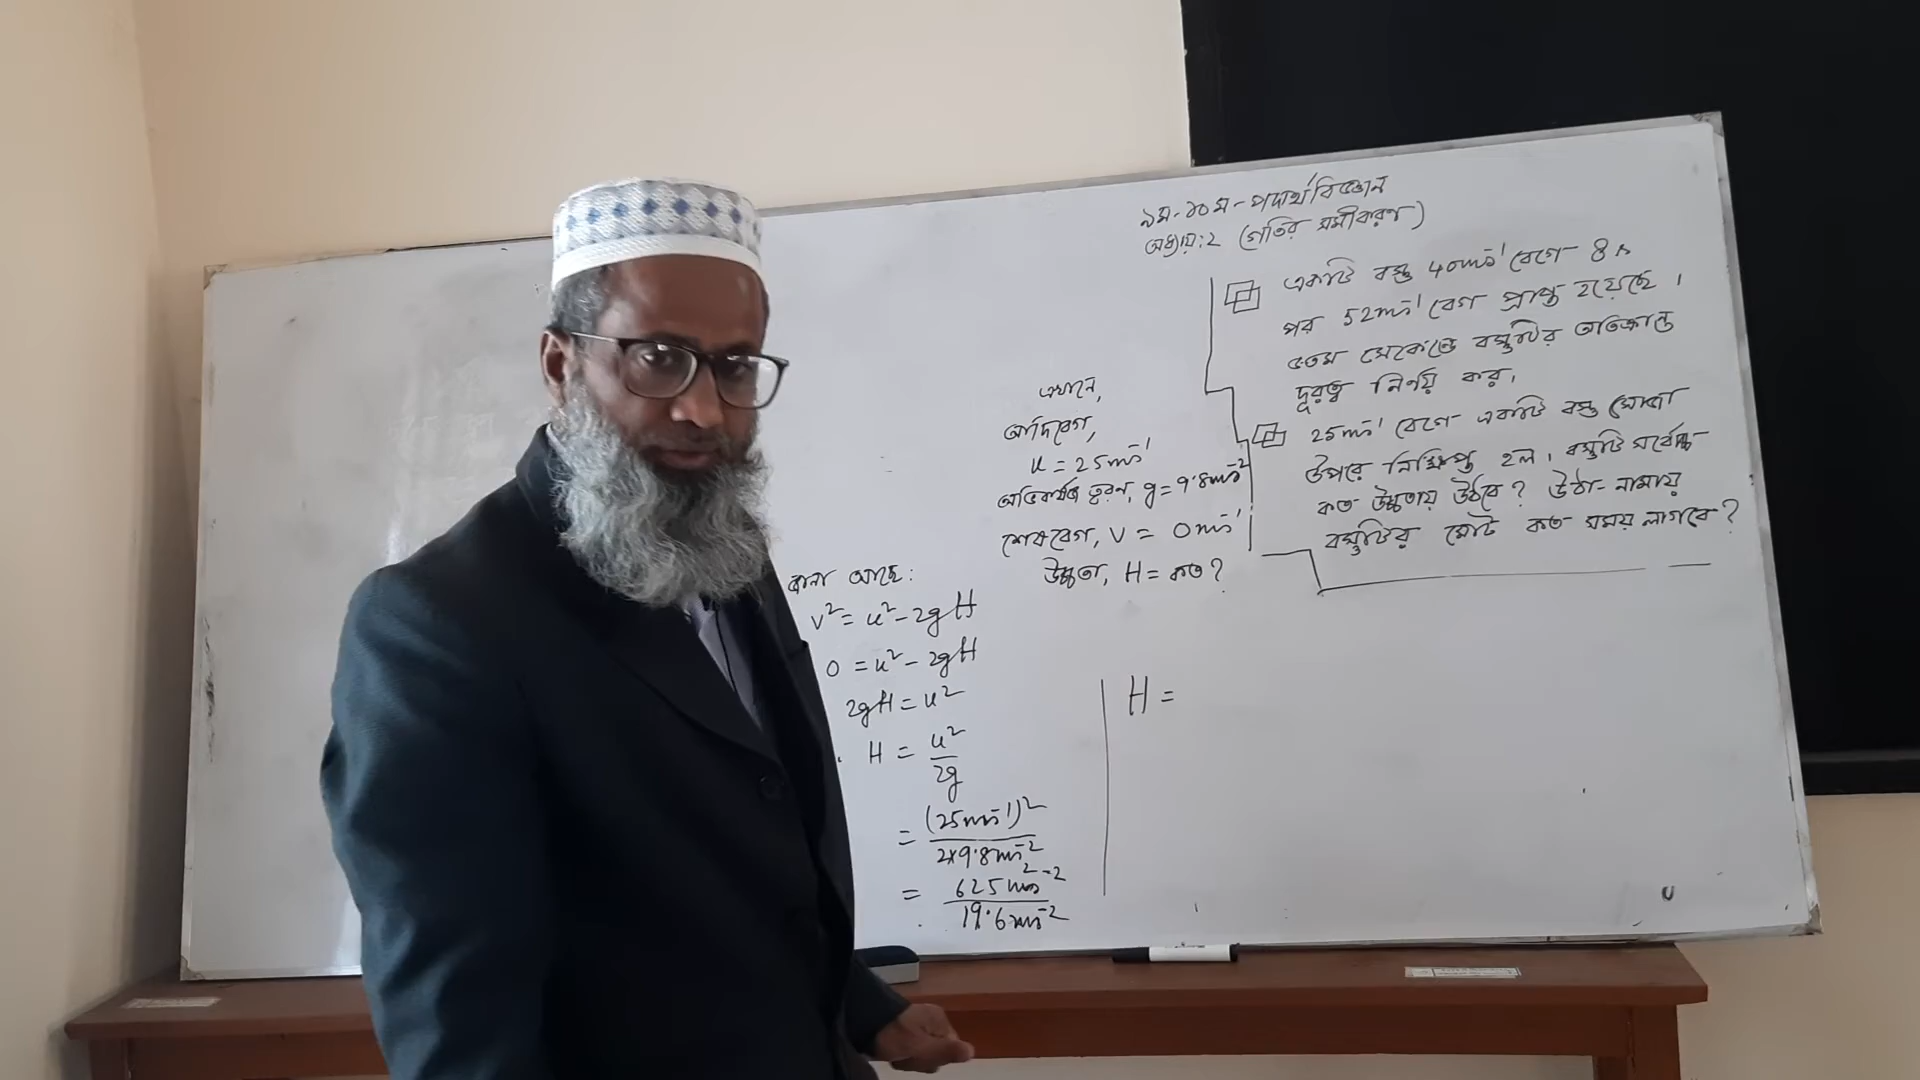 ৯ম-১০ম-পদার্থবিজ্ঞান
অধ্যায়:২ (গতির সমীকরণ)
একটি বস্তু 40ms⁻¹ বেগে 8s
পর 52ms⁻¹ বেগ প্রাপ্ত হয়েছে।
৫তম সেকেন্ডে বস্তুটির অতিক্রান্ত
দূরত্ব নির্ণয় কর।
25ms⁻¹ বেগে একটি বস্তু সোজা
উপরে নিক্ষিপ্ত হল। বস্তুটি সর্বোচ্চ
কত উচ্চতায় উঠবে? উঠা-নামায়
বস্তুটির মোট কত সময় লাগবে?
এখানে,
আদিবেগ,
u = 25ms⁻¹
অভিকর্ষজ ত্বরণ, g = 9.8ms⁻²
শেষবেগ, v = 0ms⁻¹
উচ্চতা, H = কত?
জানা আছে:
v² = u² - 2gH
0 = u² - 2gH
2gH = u²
H = u²/2g
= (25ms⁻¹)²/2×9.8ms⁻²
= 625m²s⁻²/19.6ms⁻²
H =